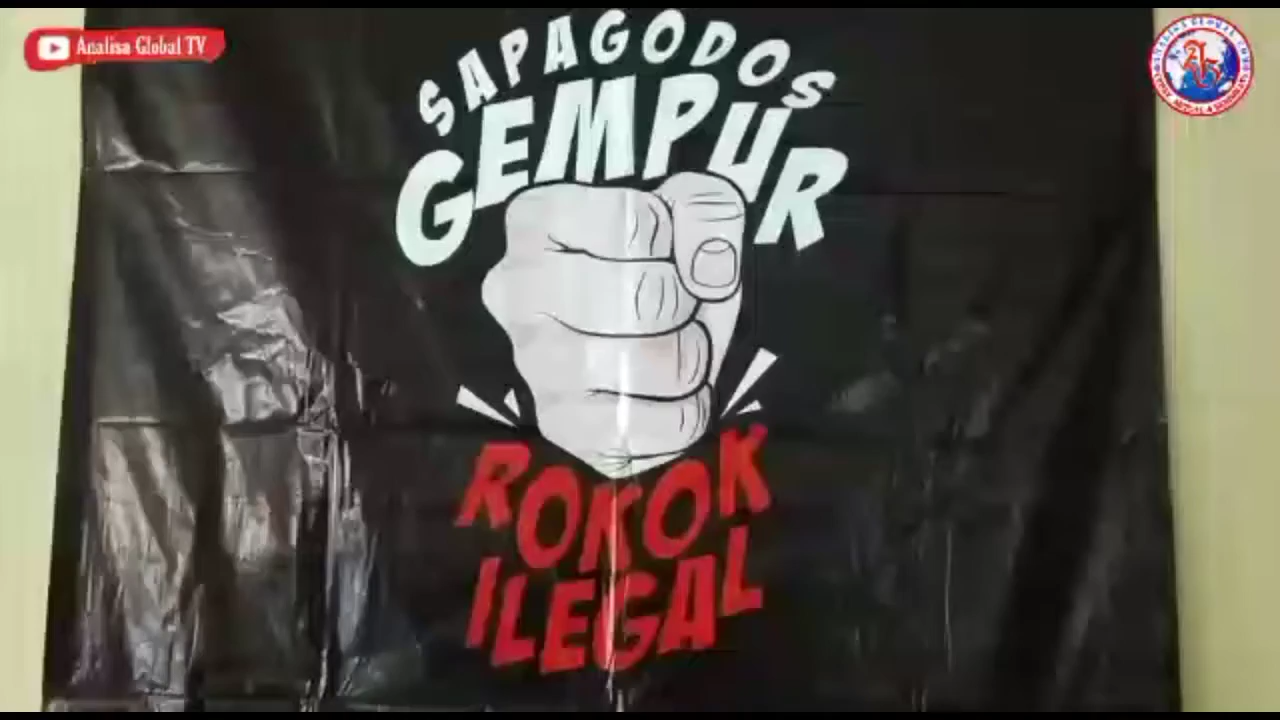 Analisa Global TV
SAPAGODOS
GEMPUR
ROKOK
ILEGAL